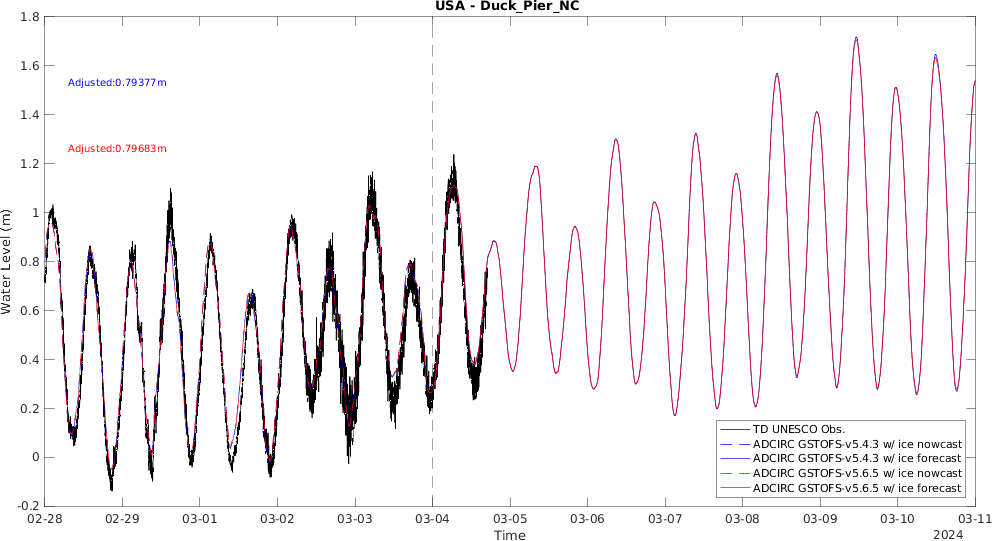 USA - Duck_Pier_NC
1.8
1.6
1.4
1.2
1
0.8
0.6
0.4
0.2
0
-0.2
Water Level (m)
Adjusted:0.79377m
Adjusted:0.79683m
TD UNESCO Obs.
ADCIRC GSTOFS-v5.4.3 w/ ice nowcast
ADCIRC GSTOFS-v5.4.3 w/ ice forecast
ADCIRC GSTOFS-v5.6.5 w/ ice nowcast
ADCIRC GSTOFS-v5.6.5 w/ ice forecast
02-28 02-29 03-01 03-02 03-03 03-04 03-05 03-06 03-07 03-08 03-09 03-10 03-11
Time
2024